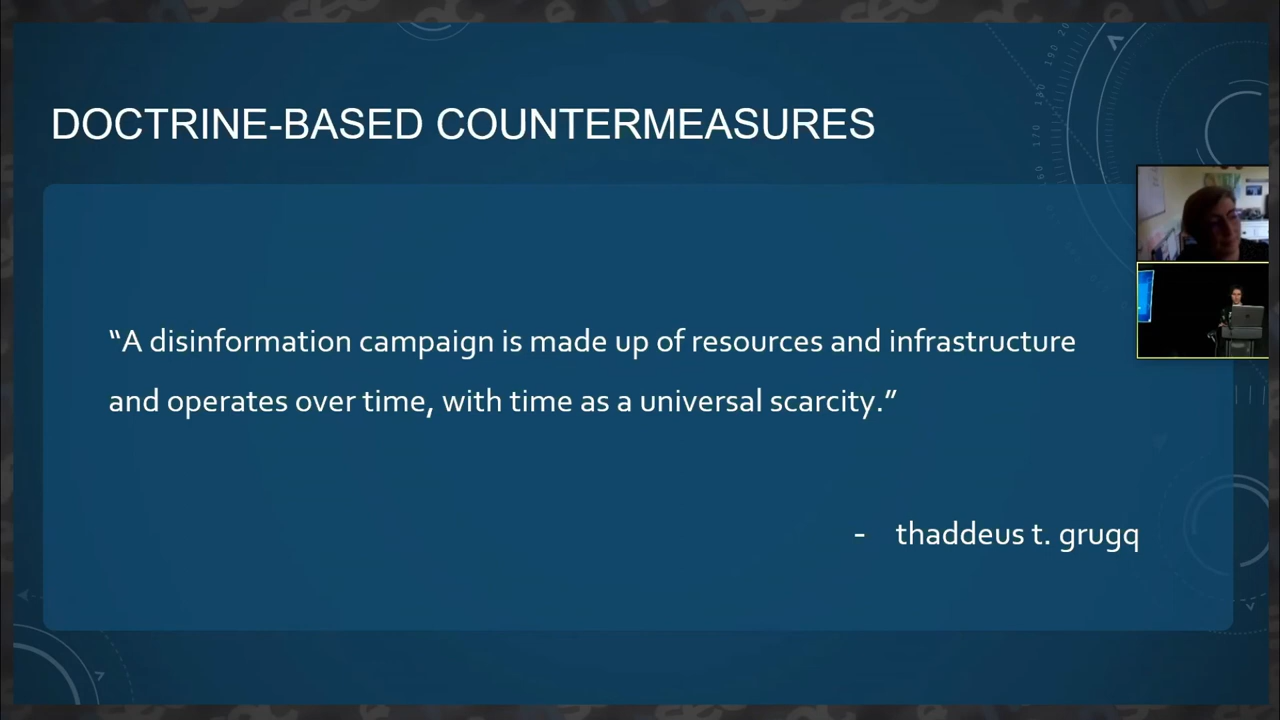 DOCTRINE-BASED COUNTERMEASURES
“A disinformation campaign is made up of resources and infrastructure
and operates over time, with time as a universal scarcity.”
- thaddeus t. grugq